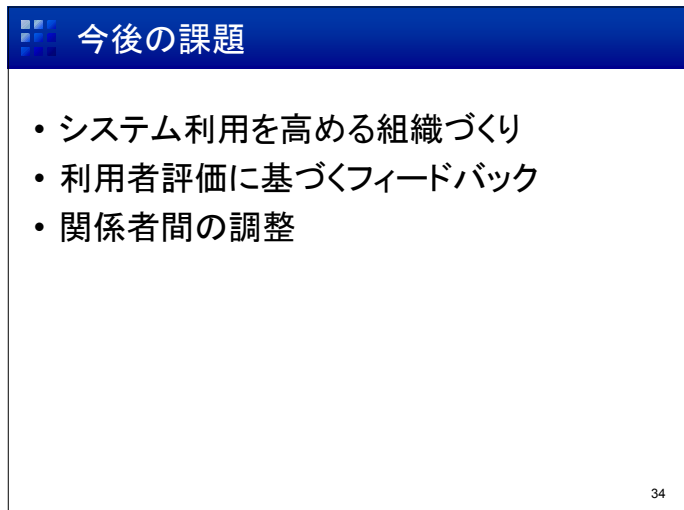 今後の課題
• システム利用を高める組織づくり
• 利用者評価に基づくフィードバック
• 関係者間の調整
34